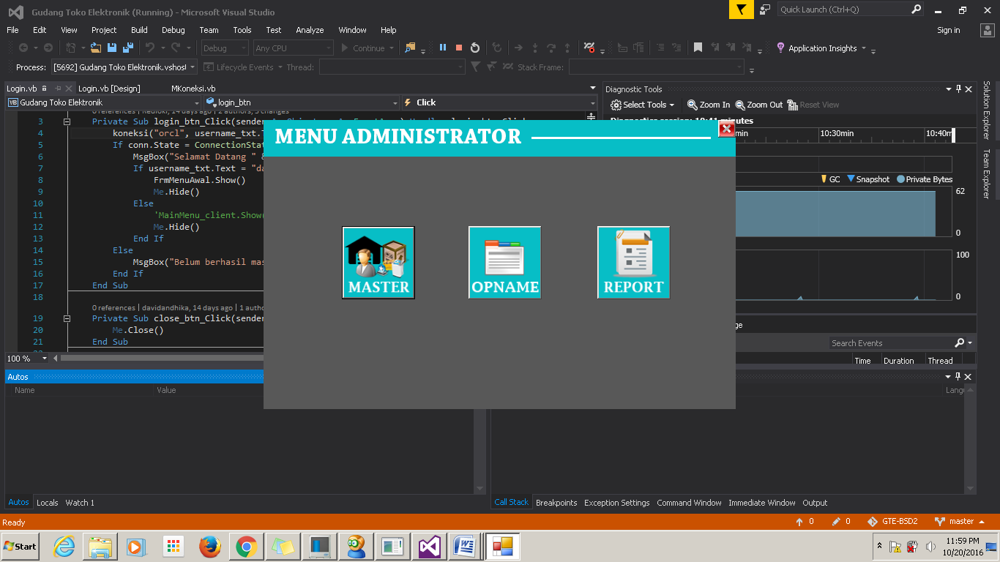 Gudang Toko Elektronik (Running) - Microsoft Visual Studio
Quick Launch (Ctrl+Q)
File Edit View Project Build Debug Team Tools Test Analyze Window Help
Sign in
Debug Any CPU Continue Application Insights
Process: [5692] Gudang Toko Elektronik.vshost Lifecycle Events Thread: Stack Frame:
Login.vb Login.vb [Design] MKoneksi.vb
Gudang Toko Elektronik login_btn Click
3 Private Sub login_btn_Click(sender
4 koneksi("orcl", username_txt.T
5 If conn.State = ConnectionStat
6 MsgBox("Selamat Datang " &
7 If username_txt.Text = "da
8 FrmMenuAwal.Show()
9 Me.Hide()
10 Else
11 'MainMenu_client.Show(
12 Me.Hide()
13 End If
14 Else
15 MsgBox("Belum berhasil mas
16 End If
17 End Sub
18
0 references | davidandhika, 14 days ago | 1 autho
19 Private Sub close_btn_Click(sender
20 Me.Close()
21 End Sub
100 %
MENU ADMINISTRATOR
MASTER
OPNAME
REPORT
Diagnostic Tools
Select Tools Zoom In Zoom Out Reset View
min 10:30min 10:40m
GC Snapshot Private Bytes
62
0
100
0
ge
Search Events
Time Duration Thread
Solution Explorer
Team Explorer
Autos
Name Value
Langu
Autos Locals Watch 1
Call Stack Breakpoints Exception Settings Command Window Immediate Window Output
Ready
0 0 GTE-BSD2 master
Start
11:59 PM
10/20/2016